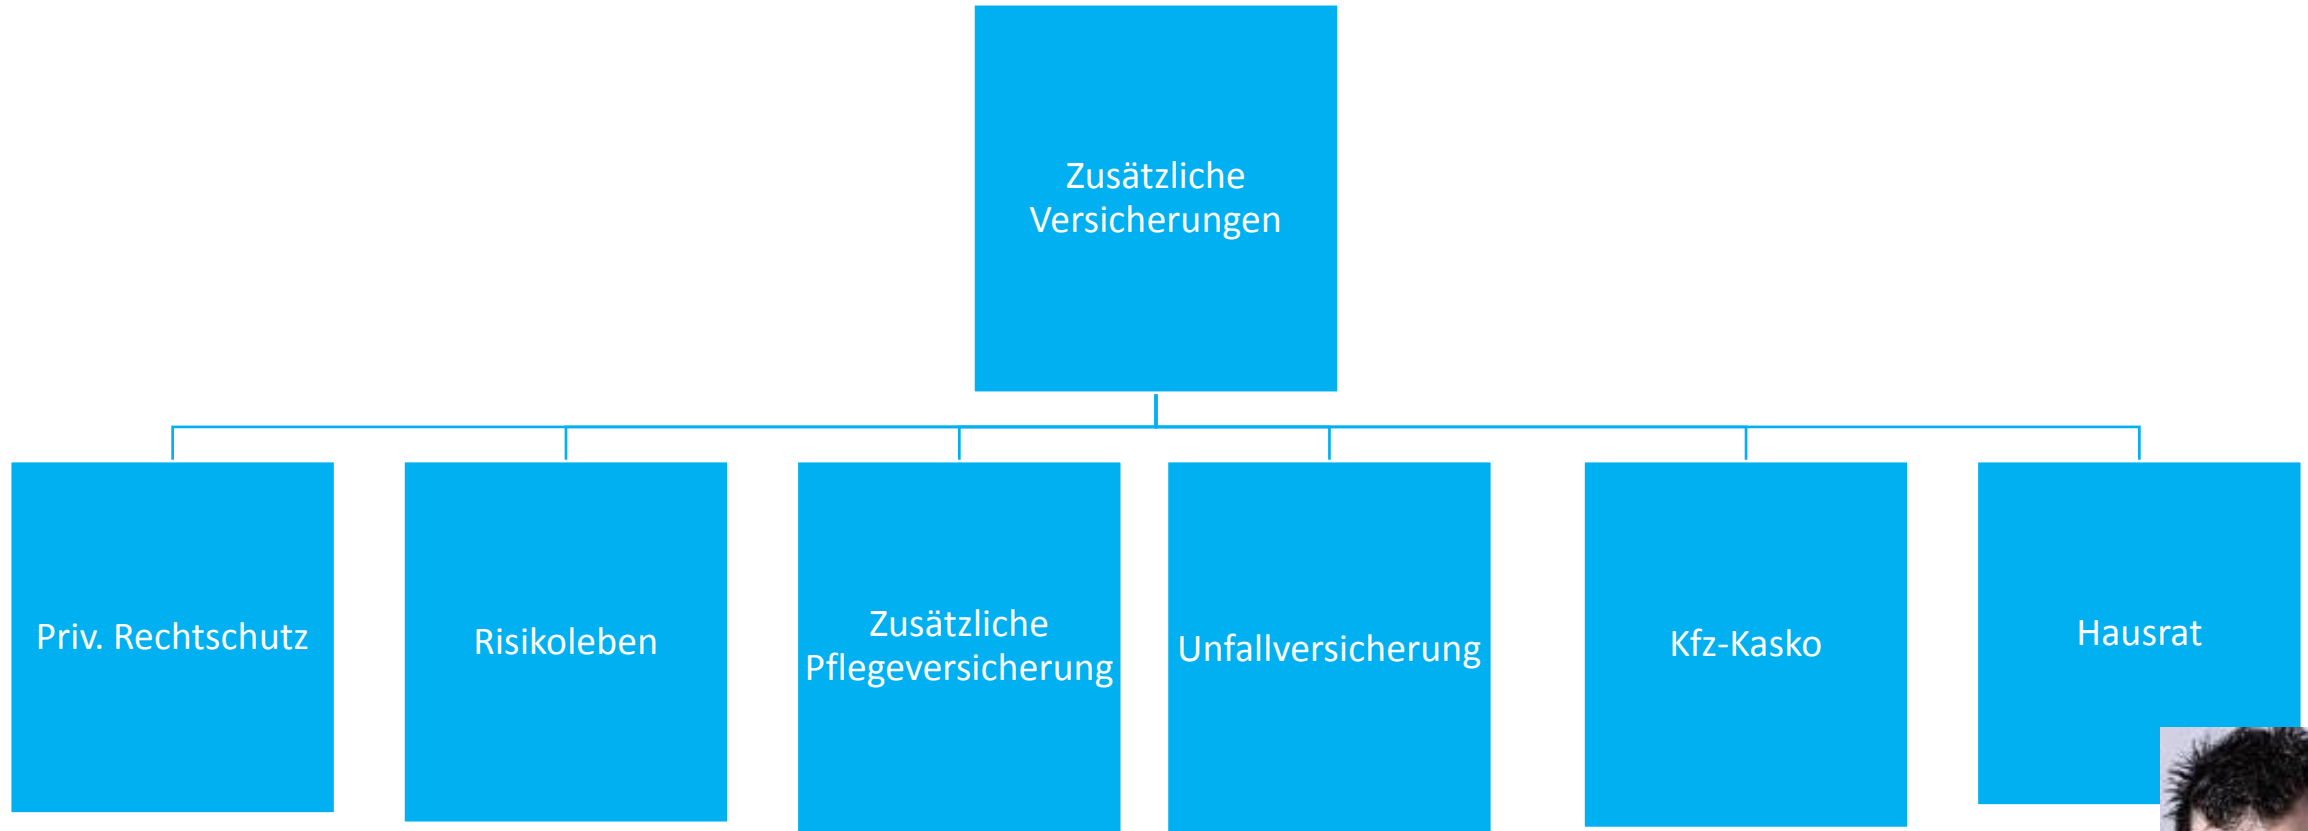 Zusätzliche
Versicherungen
Priv. Rechtschutz
Risikoleben
Zusätzliche
Pflegeversicherung
Unfallversicherung
Kfz-Kasko
Hausrat